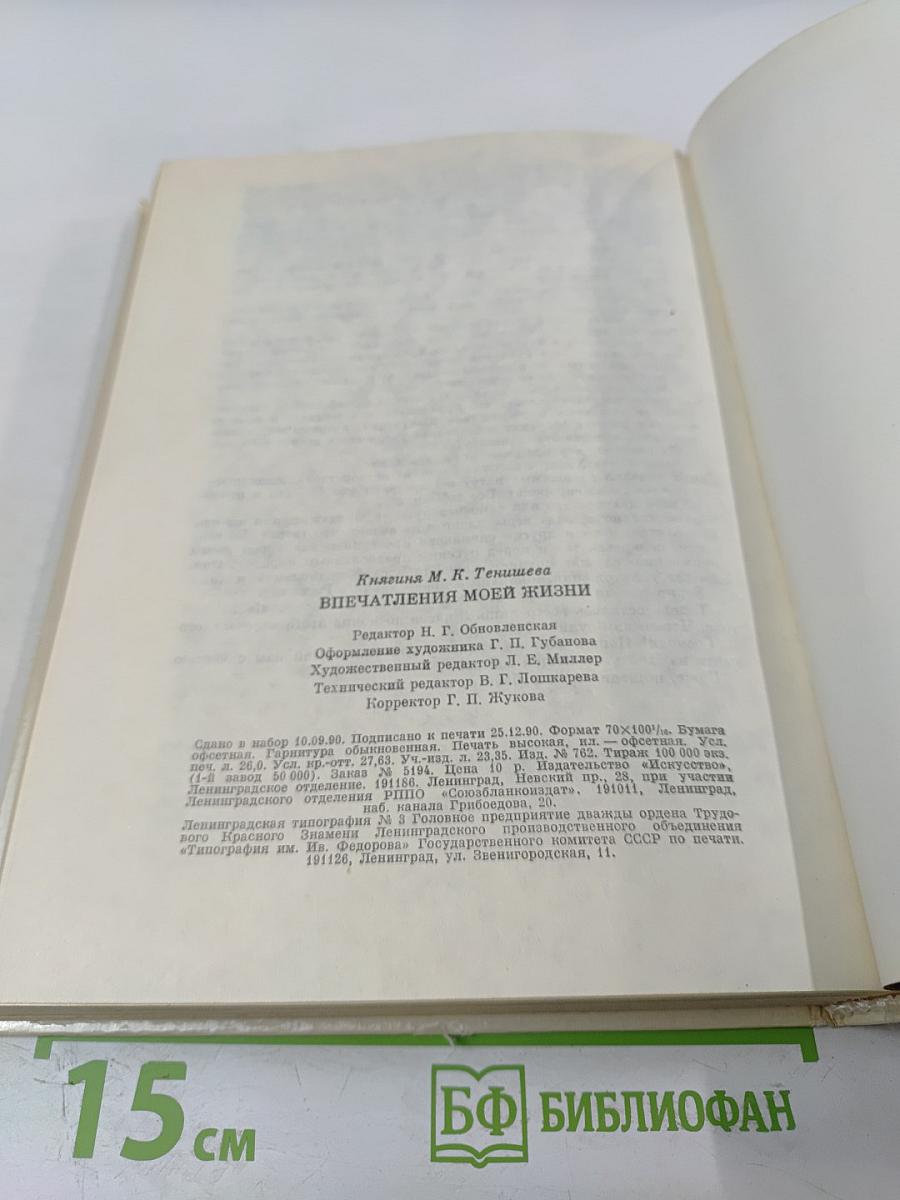 Княгиня М. К. Тенишева
ВПЕЧАТЛЕНИЯ МОЕЙ ЖИЗНИ
Редактор Н. Г. Обновленская
Оформление художника Г. П. Губанова
Художественный редактор Л. Е. Миллер
Технический редактор В. Г. Лошкарева
Корректор Г. П. Жукова
Сдано в набор 10.09.90. Подписано к печати 25.12.90. Формат 70×100¹/₁₆. Бумага
офсетная. Гарнитура обыкновенная. Печать высокая, ил. — офсетная. Усл.
печ. л. 26,0. Усл. кр.-отт. 27,63. Уч.-изд. л. 23,35. Изд. № 762. Тираж 100 000 экз.
(1-й завод 50 000). Заказ № 5194. Цена 10 р. Издательство «Искусство»,
Ленинградское отделение. 191186. Ленинград, Невский пр., 28, при участии
Ленинградского отделения РППО «Союзбланкоиздат». 191011, Ленинград,
наб. канала Грибоедова, 20.
Ленинградская типография № 3 Головное предприятие дважды ордена Трудо-
вого Красного Знамени Ленинградского производственного объединения
«Типография им. Ив. Федорова» Государственного комитета СССР по печати.
191126, Ленинград, ул. Звенигородская, 11.
15 см
БФ БИБЛИОФАН